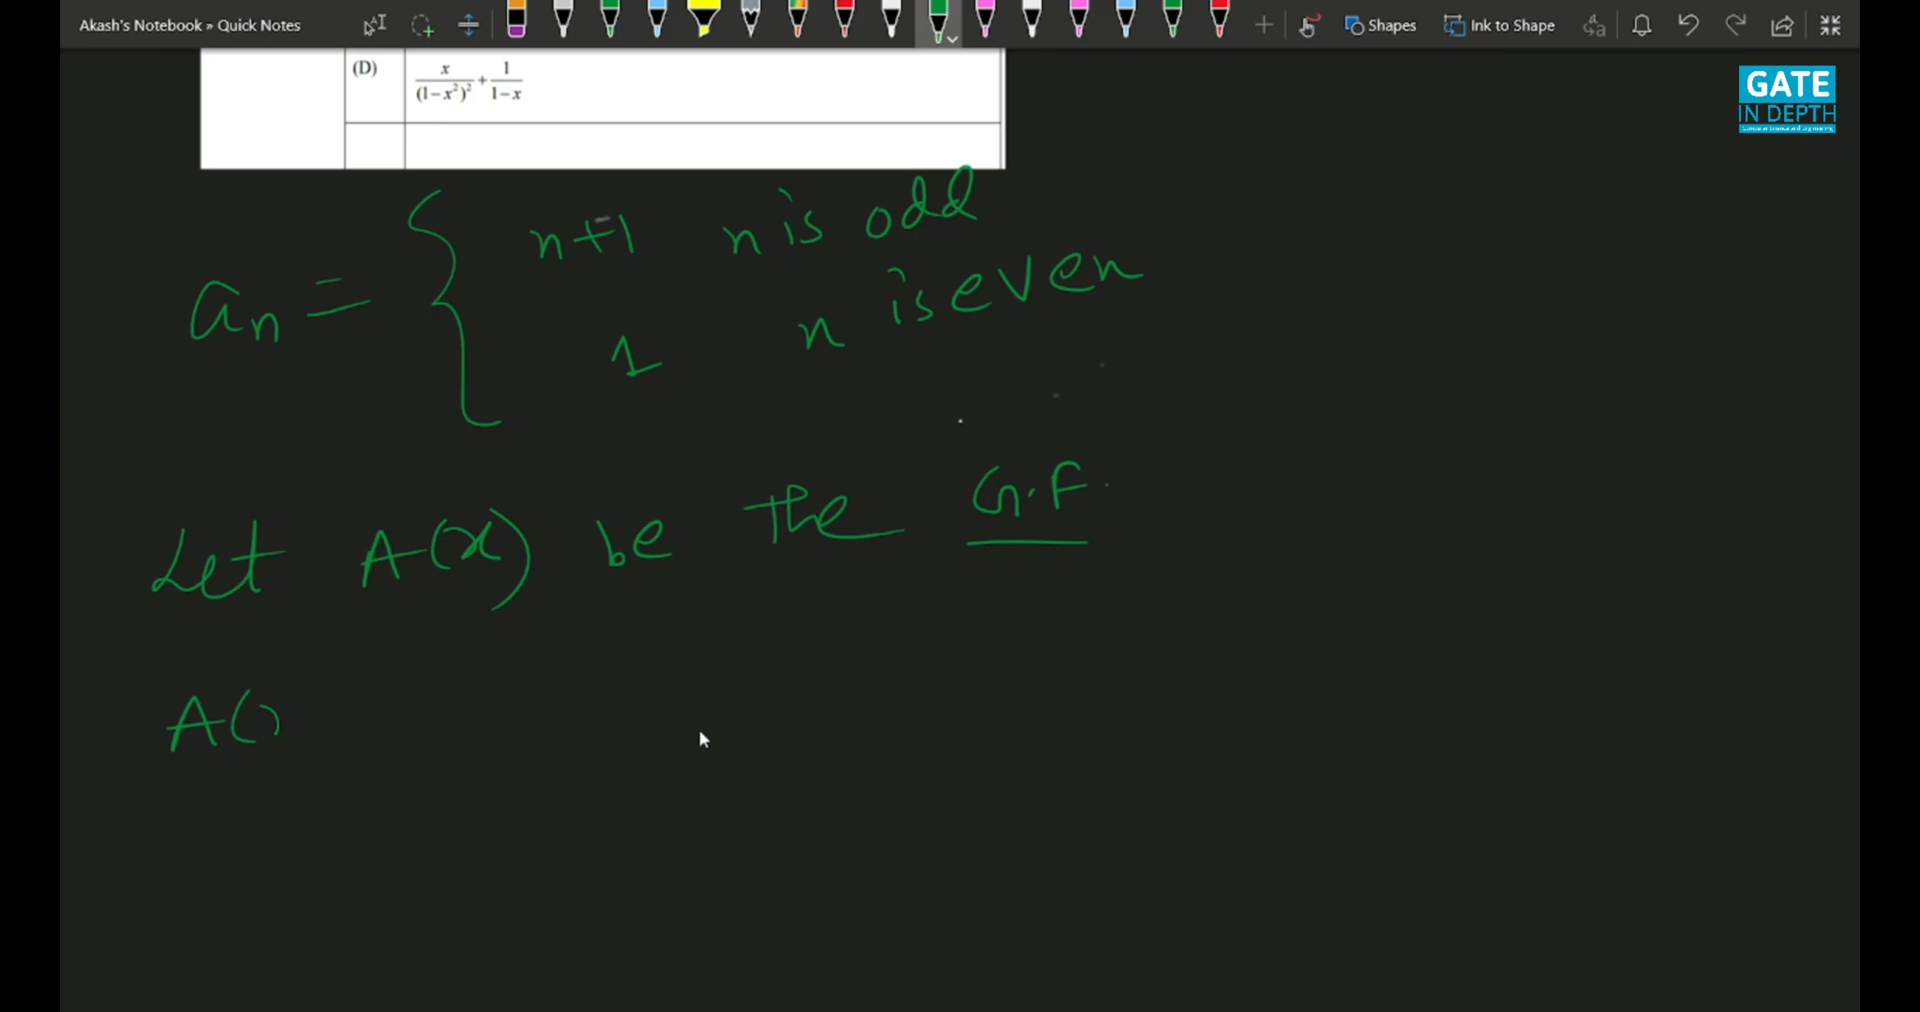 Akash's Notebook » Quick Notes
Shapes
Ink to Shape
GATE
IN DEPTH
(D) x/(1−x²)² + 1/(1−x)
aₙ = { n+1 n is odd
1 n is even
Let A(x) be the G.F.
A(